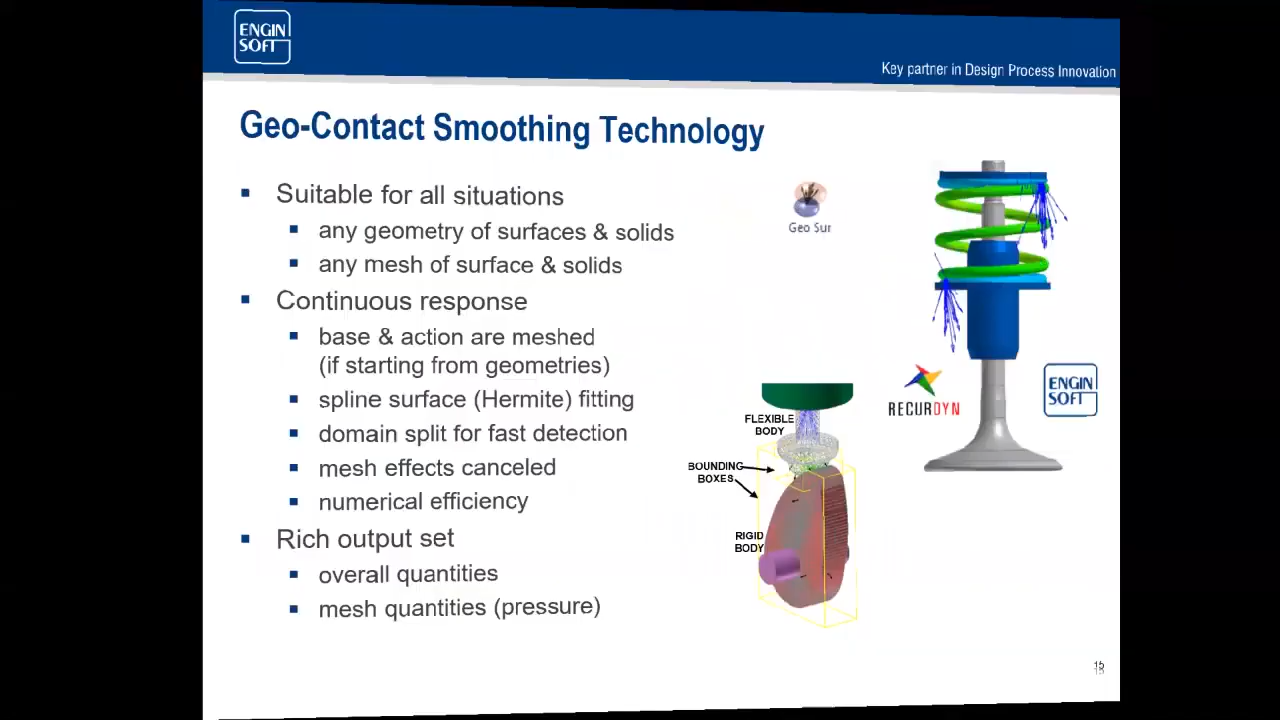 ENGIN
SOFT
Key partner in Design Process Innovation
Geo-Contact Smoothing Technology
Suitable for all situations
any geometry of surfaces & solids
any mesh of surface & solids
Continuous response
base & action are meshed
(if starting from geometries)
spline surface (Hermite) fitting
domain split for fast detection
mesh effects canceled
numerical efficiency
Rich output set
overall quantities
mesh quantities (pressure)
Geo Sur
FLEXIBLE
BODY
BOUNDING
BOXES
RIGID
BODY
RECURDYN
ENGIN
SOFT